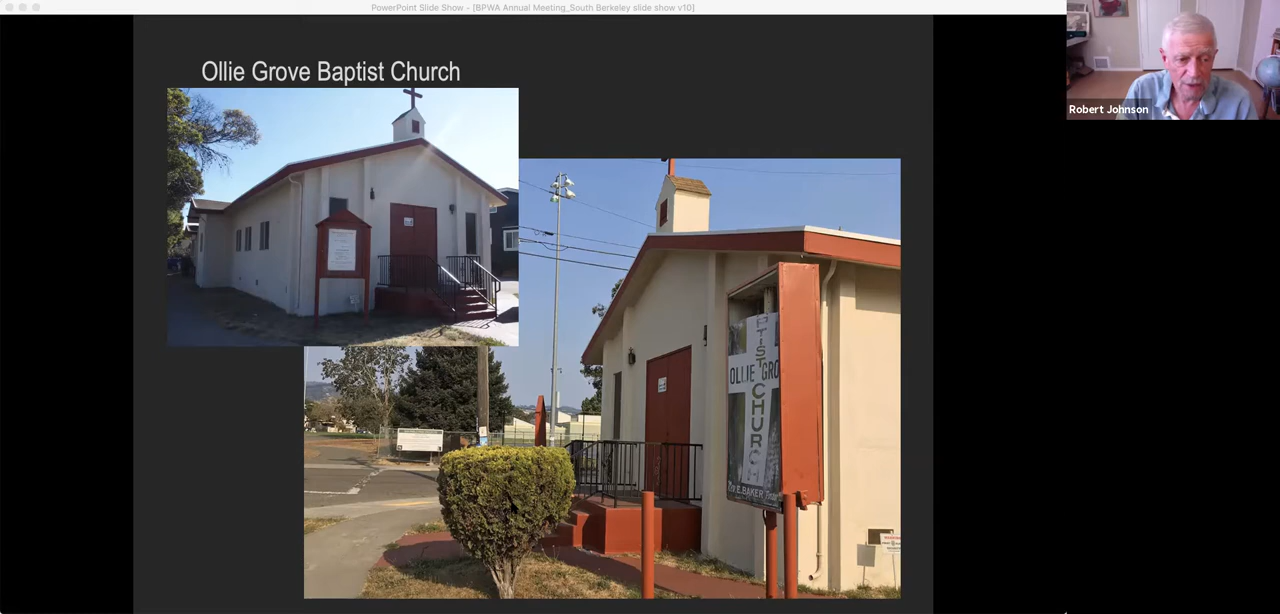 PowerPoint Slide Show - [BPWA Annual Meeting_South Berkeley slide show v10]
Robert Johnson
Ollie Grove Baptist Church
PTIST
OLLIE GRO
CHURCH
E. BAKER